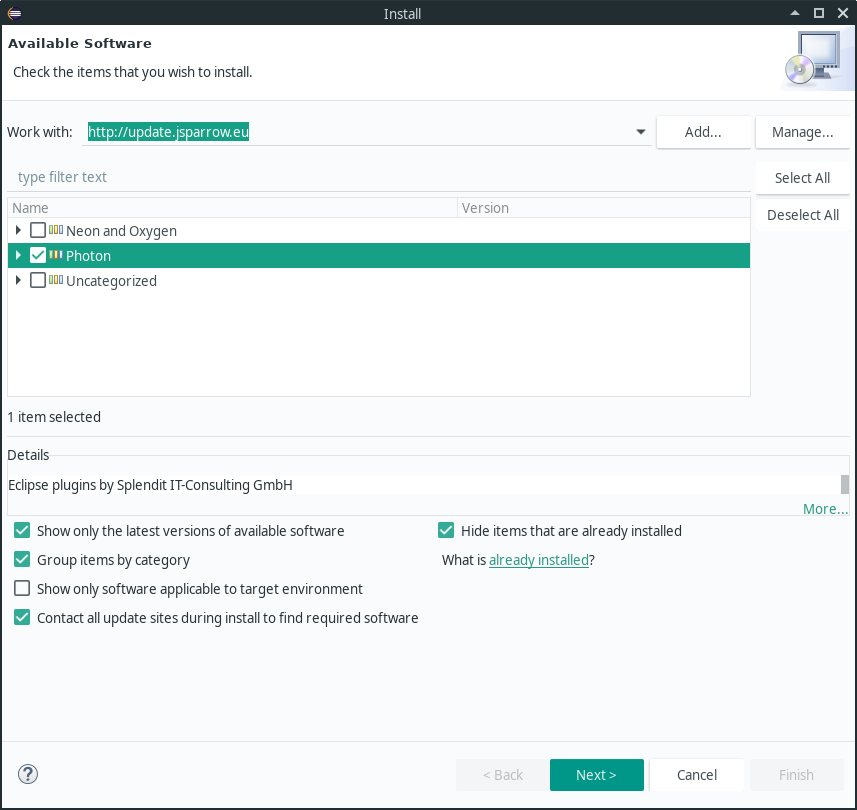 Install
Available Software
Check the items that you wish to install.
Work with: http://update.jsparrow.eu Add... Manage...
type filter text
Select All
Deselect All
Name Version
Neon and Oxygen
Photon
Uncategorized
1 item selected
Details
Eclipse plugins by Splendit IT-Consulting GmbH
More...
Show only the latest versions of available software Hide items that are already installed
Group items by category What is already installed?
Show only software applicable to target environment
Contact all update sites during install to find required software
? < Back Next > Cancel Finish